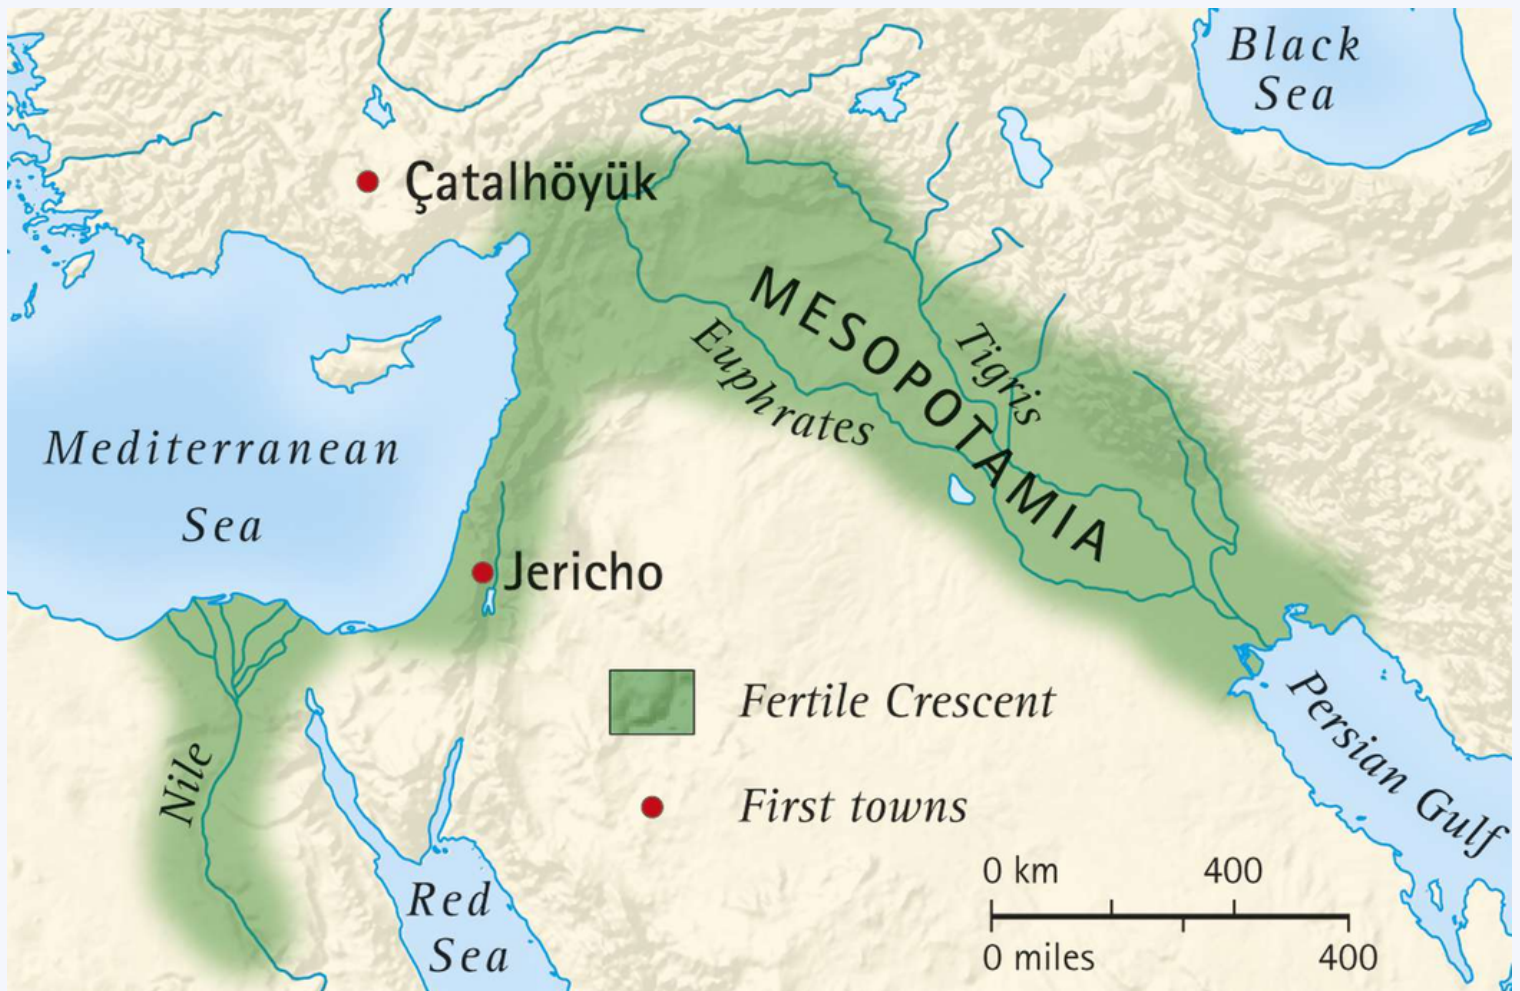 Black
Sea
Çatalhöyük
MESOPOTAMIA
Tigris
Euphrates
Mediterranean
Sea
Jericho
Fertile Crescent
Persian Gulf
Nile
First towns
0 km 400
Red
Sea
0 miles 400